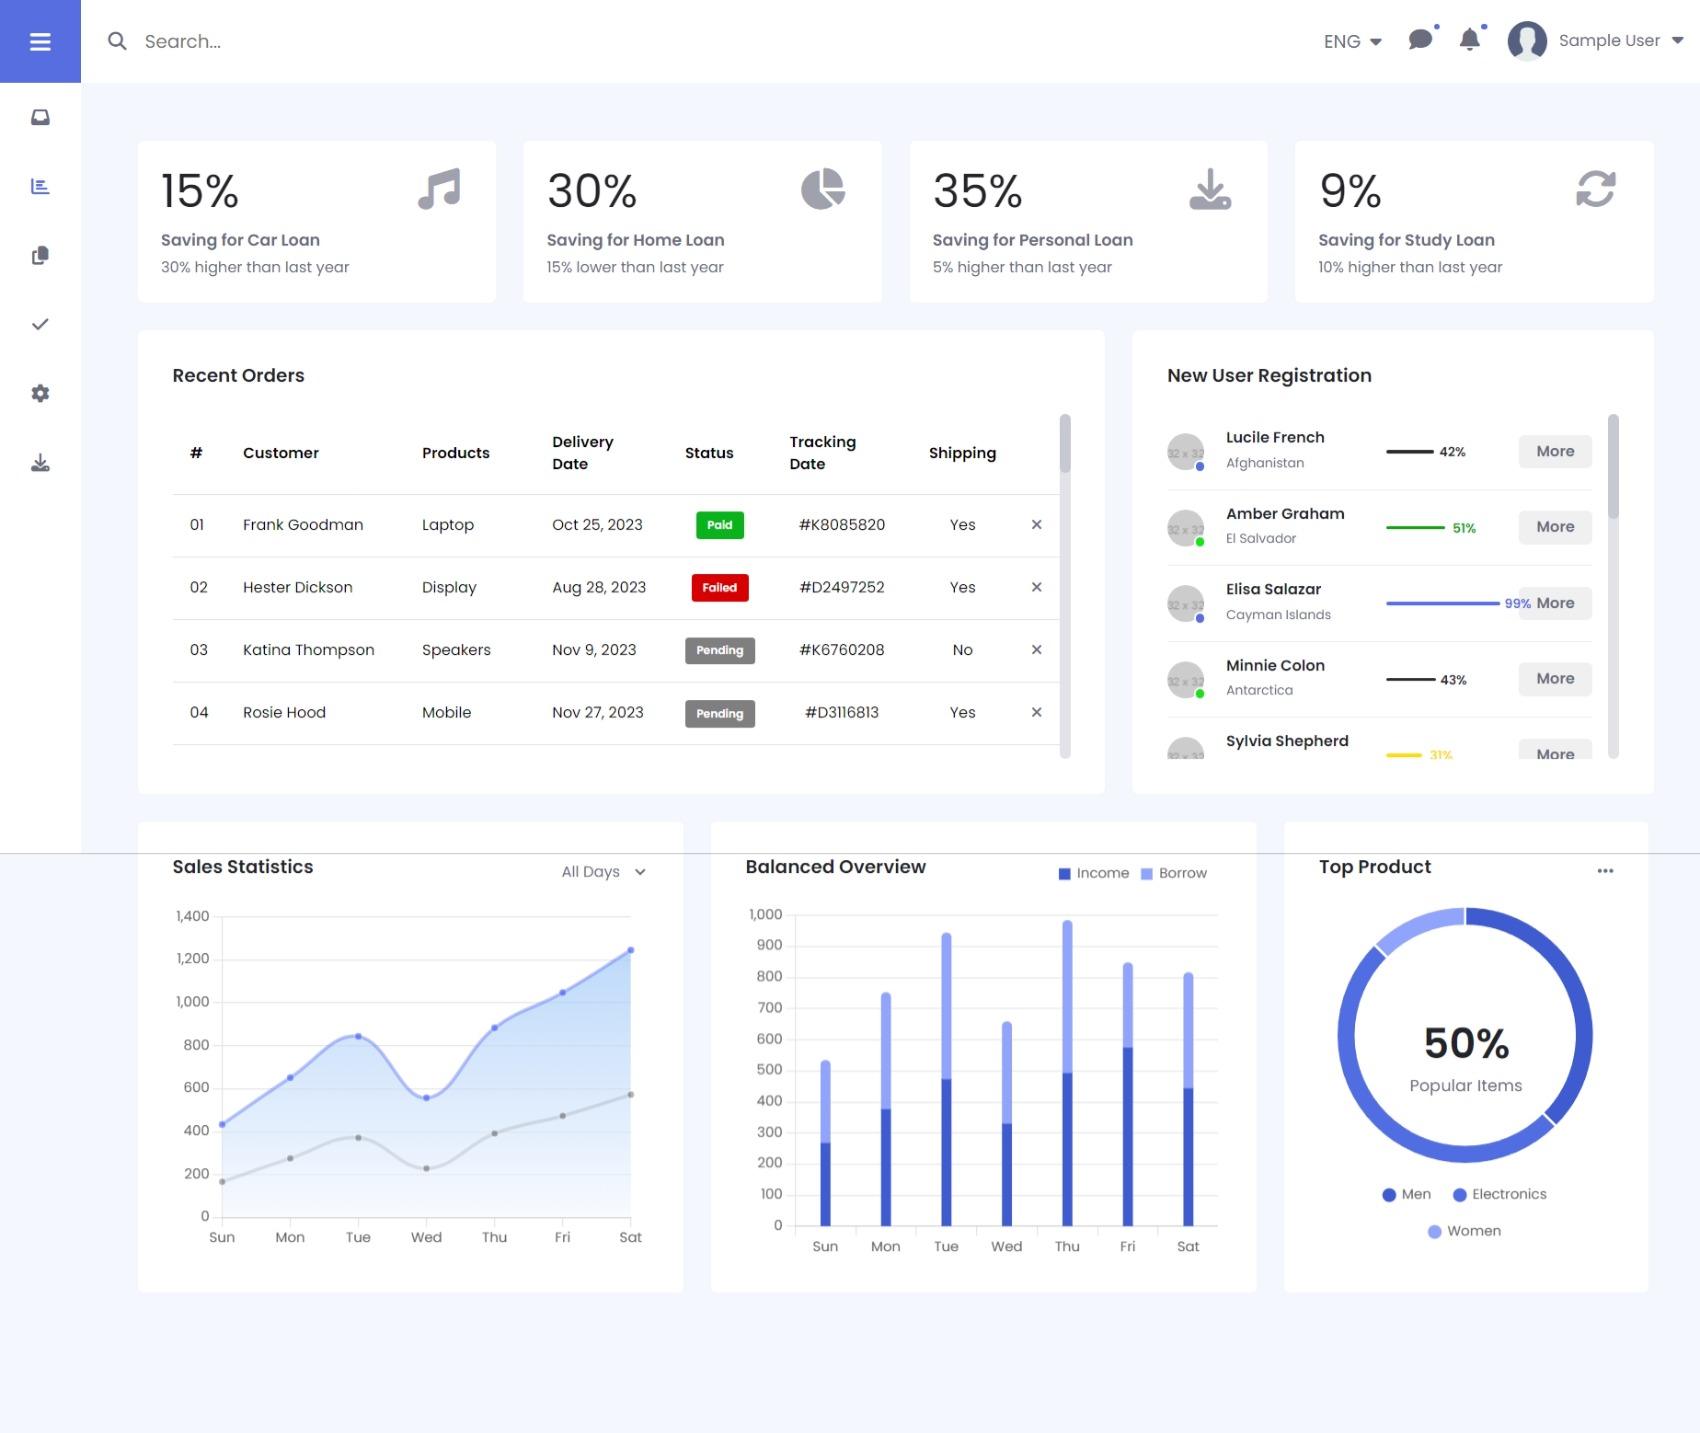 Search...
ENG
Sample User
15%
Saving for Car Loan
30% higher than last year
30%
Saving for Home Loan
15% lower than last year
35%
Saving for Personal Loan
5% higher than last year
9%
Saving for Study Loan
10% higher than last year
Recent Orders
# Customer Products Delivery Date Status Tracking Date Shipping
01 Frank Goodman Laptop Oct 25, 2023 Paid #K8085820 Yes ×
02 Hester Dickson Display Aug 28, 2023 Failed #D2497252 Yes ×
03 Katina Thompson Speakers Nov 9, 2023 Pending #K6760208 No ×
04 Rosie Hood Mobile Nov 27, 2023 Pending #D3116813 Yes ×
New User Registration
32 x 32 Lucile French 42% More
Afghanistan
32 x 32 Amber Graham 51% More
El Salvador
32 x 32 Elisa Salazar 99% More
Cayman Islands
32 x 32 Minnie Colon 43% More
Antarctica
32 x 32 Sylvia Shepherd 31% More
Sales Statistics
All Days
1,400
1,200
1,000
800
600
400
200
0
Sun Mon Tue Wed Thu Fri Sat
Balanced Overview
Income Borrow
1,000
900
800
700
600
500
400
300
200
100
0
Sun Mon Tue Wed Thu Fri Sat
Top Product
50%
Popular Items
Men Electronics
Women